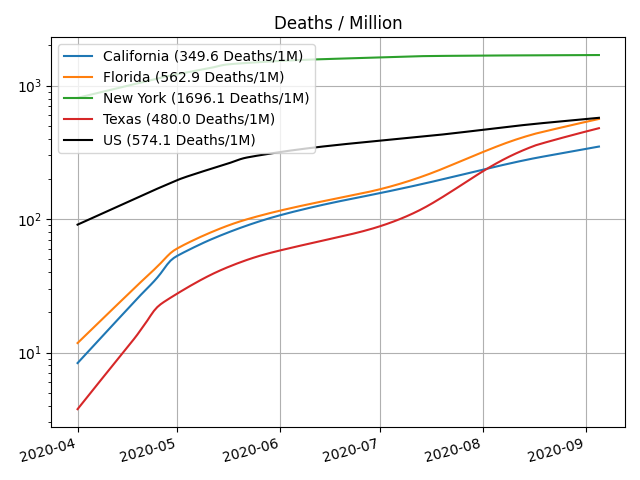 Deaths / Million
California (349.6 Deaths/1M)
Florida (562.9 Deaths/1M)
New York (1696.1 Deaths/1M)
Texas (480.0 Deaths/1M)
US (574.1 Deaths/1M)
10³
10²
10¹
2020-04
2020-05
2020-06
2020-07
2020-08
2020-09